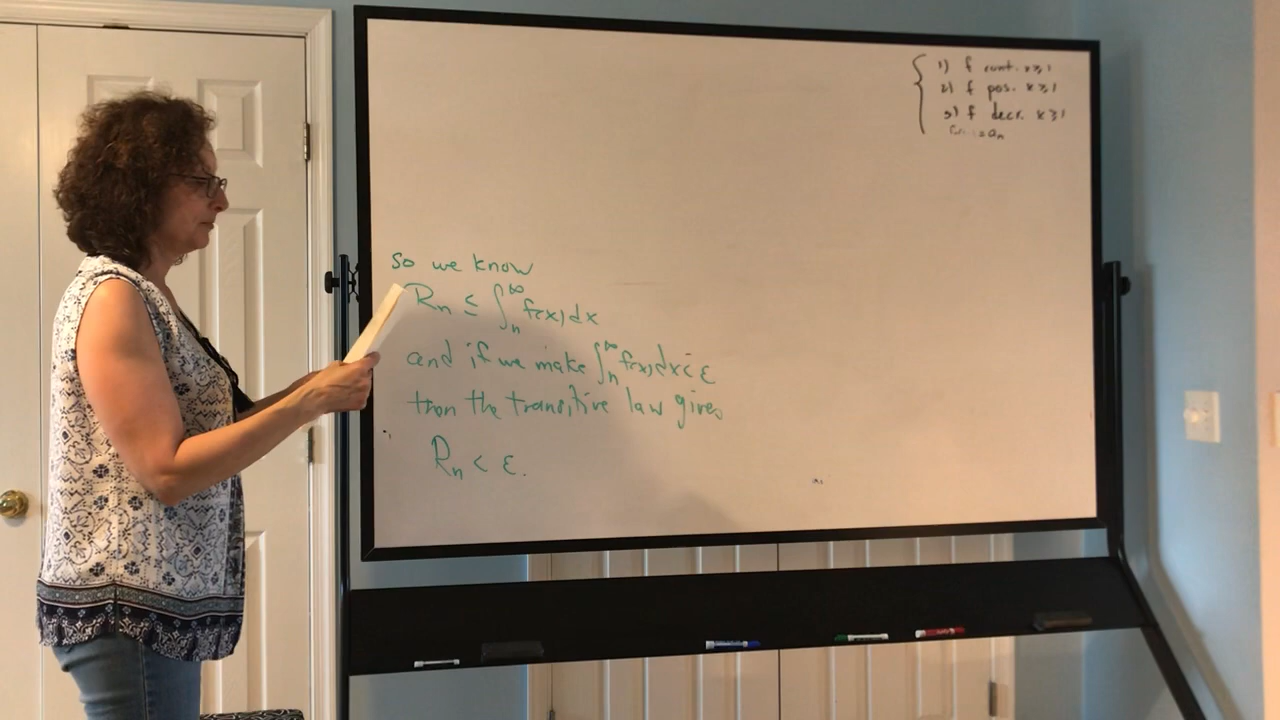 1) f cont. x ≥ 1
2) f pos. x ≥ 1
3) f decr. x ≥ 1
= aₙ
So we know
Rₙ ≤ ∫ₙ^∞ f(x)dx
and if we make ∫ₙ^∞ f(x)dx < ε
then the transitive law gives
Rₙ < ε.